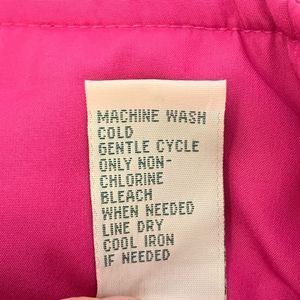 MACHINE WASH
COLD
GENTLE CYCLE
ONLY NON-
CHLORINE
BLEACH
WHEN NEEDED
LINE DRY
COOL IRON
IF NEEDED